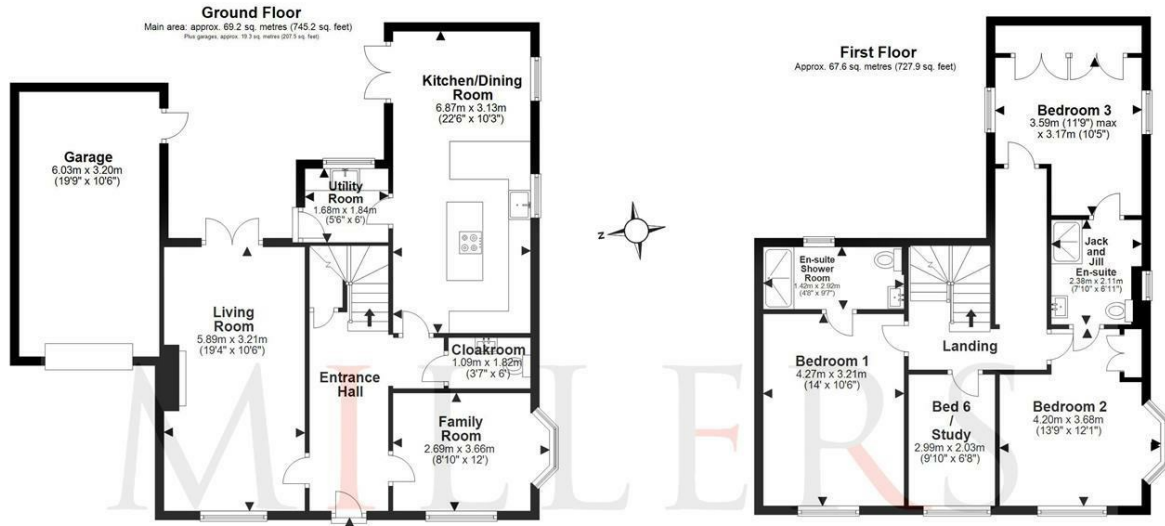 Ground Floor
Main area: approx. 69.2 sq. metres (745.2 sq. feet)
Plus garages, approx. 19.3 sq. metres (207.5 sq. feet)
Kitchen/Dining
Room
6.87m x 3.13m
(22'6" x 10'3")
Garage
6.03m x 3.20m
(19'9" x 10'6")
Utility
Room
1.68m x 1.84m
(5'6" x 6')
Living
Room
5.89m x 3.21m
(19'4" x 10'6")
Entrance
Hall
Cloakroom
1.09m x 1.82m
(3'7" x 6')
Family
Room
2.69m x 3.66m
(8'10" x 12')
Z
First Floor
Approx. 67.6 sq. metres (727.9 sq. feet)
Bedroom 3
3.59m (11'9") max
x 3.17m (10'5")
En-suite
Shower
Room
1.42m x 2.92m
(4'8" x 9'7")
Jack
and
Jill
En-suite
2.38m x 2.11m
(7'10" x 6'11")
Landing
Bedroom 1
4.27m x 3.21m
(14' x 10'6")
Bed 6
/
Study
2.99m x 2.03m
(9'10" x 6'8")
Bedroom 2
4.20m x 3.68m
(13'9" x 12'1")
MILLERS